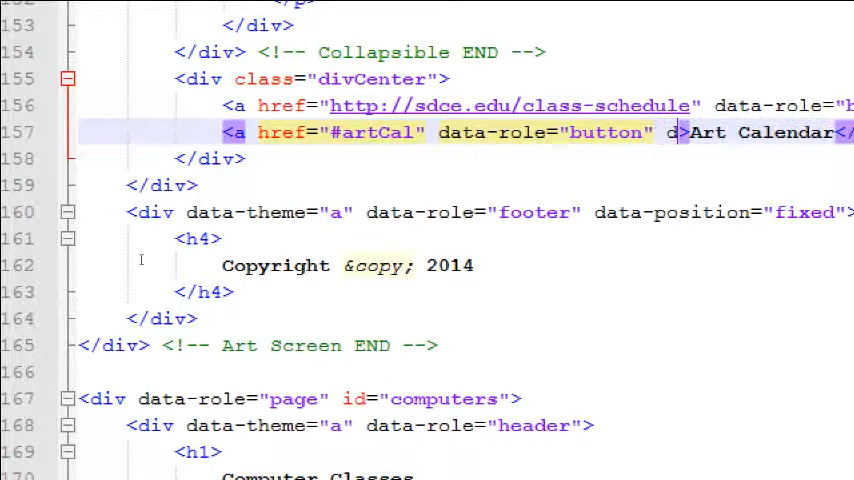 </p>
153 </div>
154 </div> <!-- Collapsible END -->
155 <div class="divCenter">
156 <a href="http://sdce.edu/class-schedule" data-role="b
157 <a href="#artCal" data-role="button" d>Art Calendar</
158 </div>
159 </div>
160 <div data-theme="a" data-role="footer" data-position="fixed">
161 <h4>
162 Copyright &copy; 2014
163 </h4>
164 </div>
165 </div> <!-- Art Screen END -->
166
167 <div data-role="page" id="computers">
168 <div data-theme="a" data-role="header">
169 <h1>
170 Computer Classes